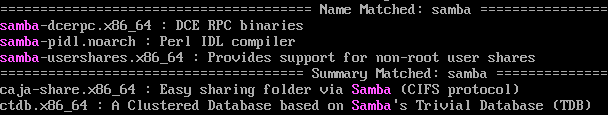 ======================================= Name Matched: samba =======================================
samba-dcerpc.x86_64 : DCE RPC binaries
samba-pidl.noarch : Perl IDL compiler
samba-usershares.x86_64 : Provides support for non-root user shares
====================================== Summary Matched: samba ======================================
caja-share.x86_64 : Easy sharing folder via Samba (CIFS protocol)
ctdb.x86_64 : A Clustered Database based on Samba's Trivial Database (TDB)